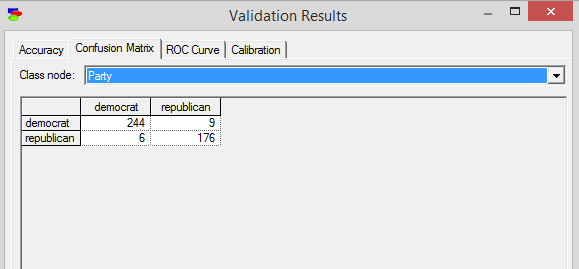 Validation Results
Accuracy Confusion Matrix ROC Curve Calibration
Class node: Party
democrat republican
democrat 244 9
republican 6 176